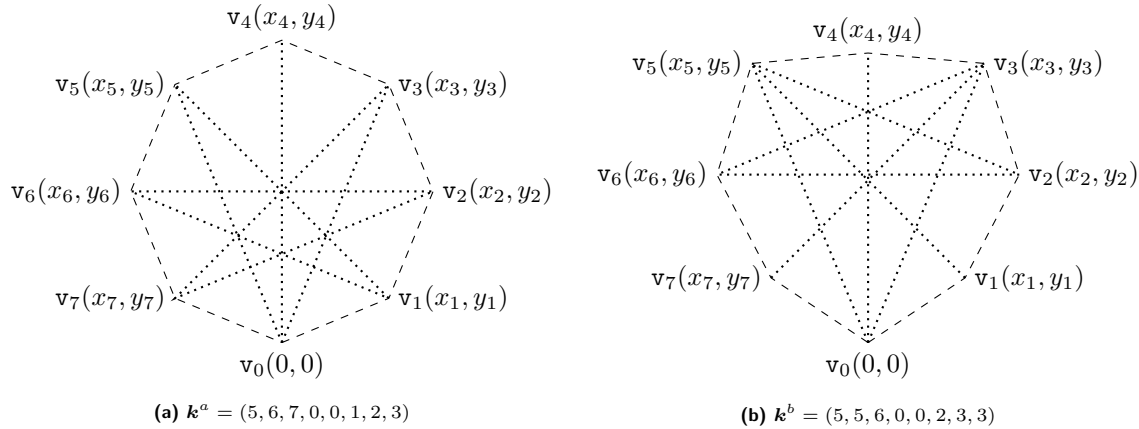 v₄(x₄, y₄)
v₅(x₅, y₅)
v₃(x₃, y₃)
v₆(x₆, y₆)
v₂(x₂, y₂)
v₇(x₇, y₇)
v₁(x₁, y₁)
v₀(0, 0)
(a) kᵃ = (5, 6, 7, 0, 0, 1, 2, 3)
v₄(x₄, y₄)
v₅(x₅, y₅)
v₃(x₃, y₃)
v₆(x₆, y₆)
v₂(x₂, y₂)
v₇(x₇, y₇)
v₁(x₁, y₁)
v₀(0, 0)
(b) kᵇ = (5, 5, 6, 0, 0, 2, 3, 3)